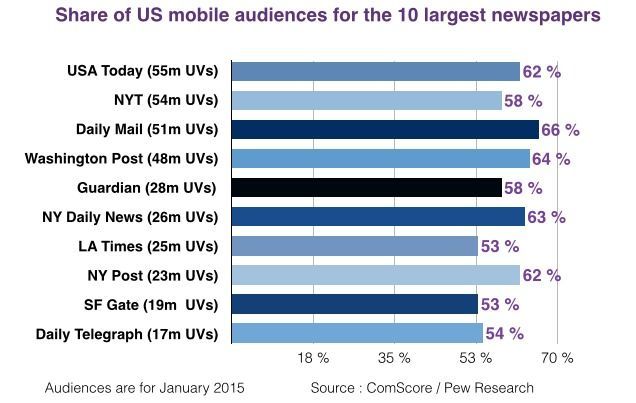 Share of US mobile audiences for the 10 largest newspapers
USA Today (55m UVs) 62 %
NYT (54m UVs) 58 %
Daily Mail (51m UVs) 66 %
Washington Post (48m UVs) 64 %
Guardian (28m UVs) 58 %
NY Daily News (26m UVs) 63 %
LA Times (25m UVs) 53 %
NY Post (23m UVs) 62 %
SF Gate (19m UVs) 53 %
Daily Telegraph (17m UVs) 54 %
18 % 35 % 53 % 70 %
Audiences are for January 2015 Source : ComScore / Pew Research